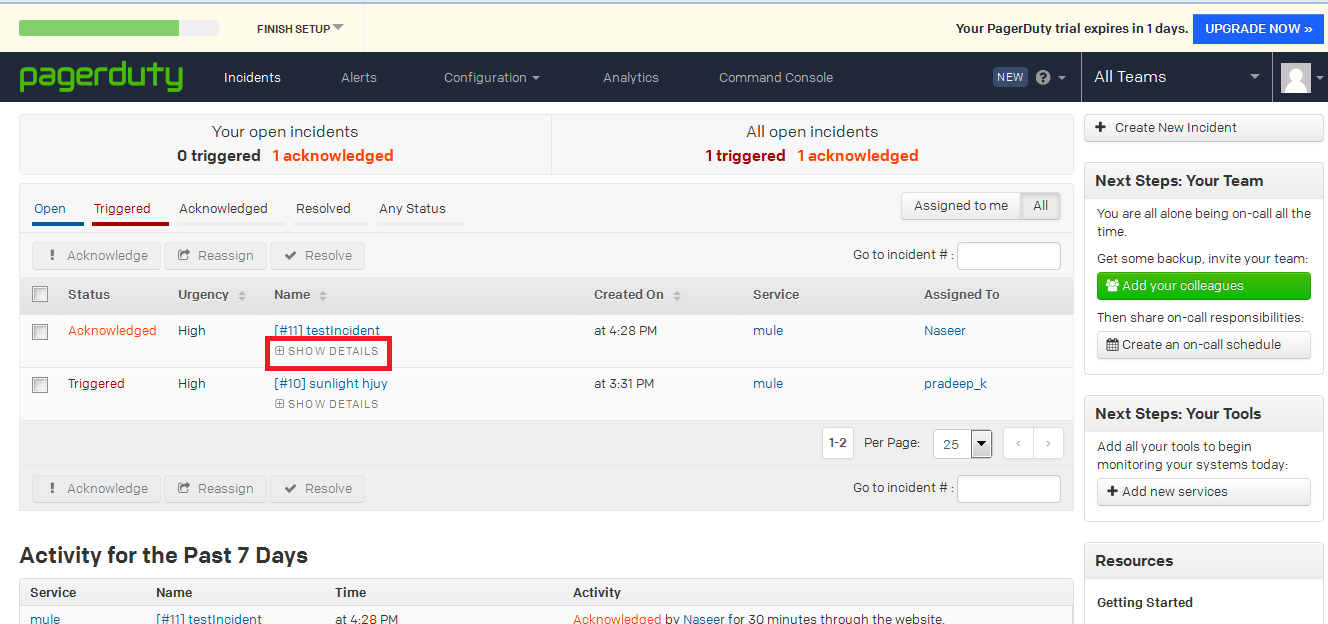 FINISH SETUP
Your PagerDuty trial expires in 1 days.
UPGRADE NOW »
pagerduty
Incidents
Alerts
Configuration
Analytics
Command Console
NEW
?
All Teams
Your open incidents
0 triggered 1 acknowledged
All open incidents
1 triggered 1 acknowledged
Open
Triggered
Acknowledged
Resolved
Any Status
Assigned to me
All
! Acknowledge
Reassign
Resolve
Go to incident # :
Status
Urgency
Name
Created On
Service
Assigned To
Acknowledged
High
[#11] testIncident
at 4:28 PM
mule
Naseer
SHOW DETAILS
Triggered
High
[#10] sunlight hjuy
at 3:31 PM
mule
pradeep_k
SHOW DETAILS
1-2
Per Page:
25
‹
›
! Acknowledge
Reassign
Resolve
Go to incident # :
Activity for the Past 7 Days
Service
Name
Time
Activity
mule
[#11] testIncident
at 4:28 PM
Acknowledged by Naseer for 30 minutes through the website.
+ Create New Incident
Next Steps: Your Team
You are all alone being on-call all the
time.
Get some backup, invite your team:
Add your colleagues
Then share on-call responsibilities:
Create an on-call schedule
Next Steps: Your Tools
Add all your tools to begin
monitoring your systems today:
+ Add new services
Resources
Getting Started